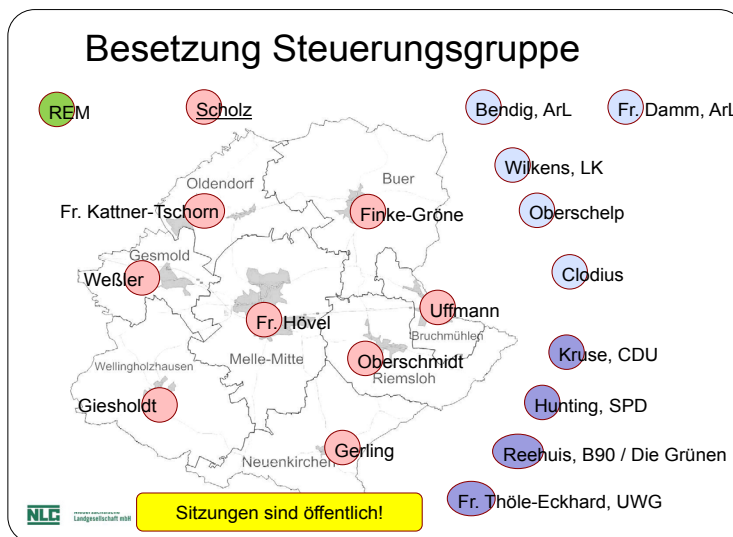 Besetzung Steuerungsgruppe
REM
Scholz
Bendig, ArL
Fr. Damm, ArL
Wilkens, LK
Oldendorf
Buer
Fr. Kattner-Tschorn
Finke-Gröne
Oberschelp
Gesmold
Weßler
Clodius
Uffmann
Fr. Hövel
Bruchmühlen
Melle-Mitte
Oberschmidt
Kruse, CDU
Wellingholzhausen
Riemsloh
Giesholdt
Hunting, SPD
Gerling
Reehuis, B90 / Die Grünen
Neuenkirchen
Fr. Thöle-Eckhard, UWG
NLG
Landgesellschaft mbH
Sitzungen sind öffentlich!